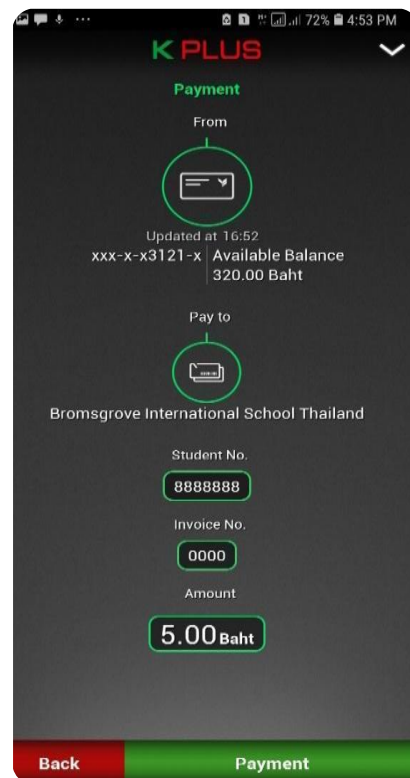 72% 4:53 PM
K PLUS
Payment
From
Updated at 16:52
xxx-x-x3121-x Available Balance
320.00 Baht
Pay to
Bromsgrove International School Thailand
Student No.
8888888
Invoice No.
0000
Amount
5.00 Baht
Back Payment